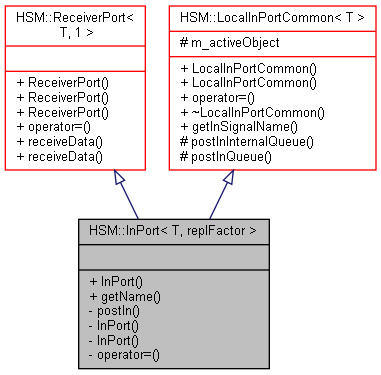 HSM::ReceiverPort<
T, 1 >
+ ReceiverPort()
+ ReceiverPort()
+ ReceiverPort()
+ operator=()
+ receiveData()
+ receiveData()
HSM::LocalInPortCommon< T >
# m_activeObject
+ LocalInPortCommon()
+ LocalInPortCommon()
+ operator=()
+ ~LocalInPortCommon()
+ getInSignalName()
# postInInternalQueue()
# postInQueue()
HSM::InPort< T, replFactor >
+ InPort()
+ getName()
- postIn()
- InPort()
- InPort()
- operator=()